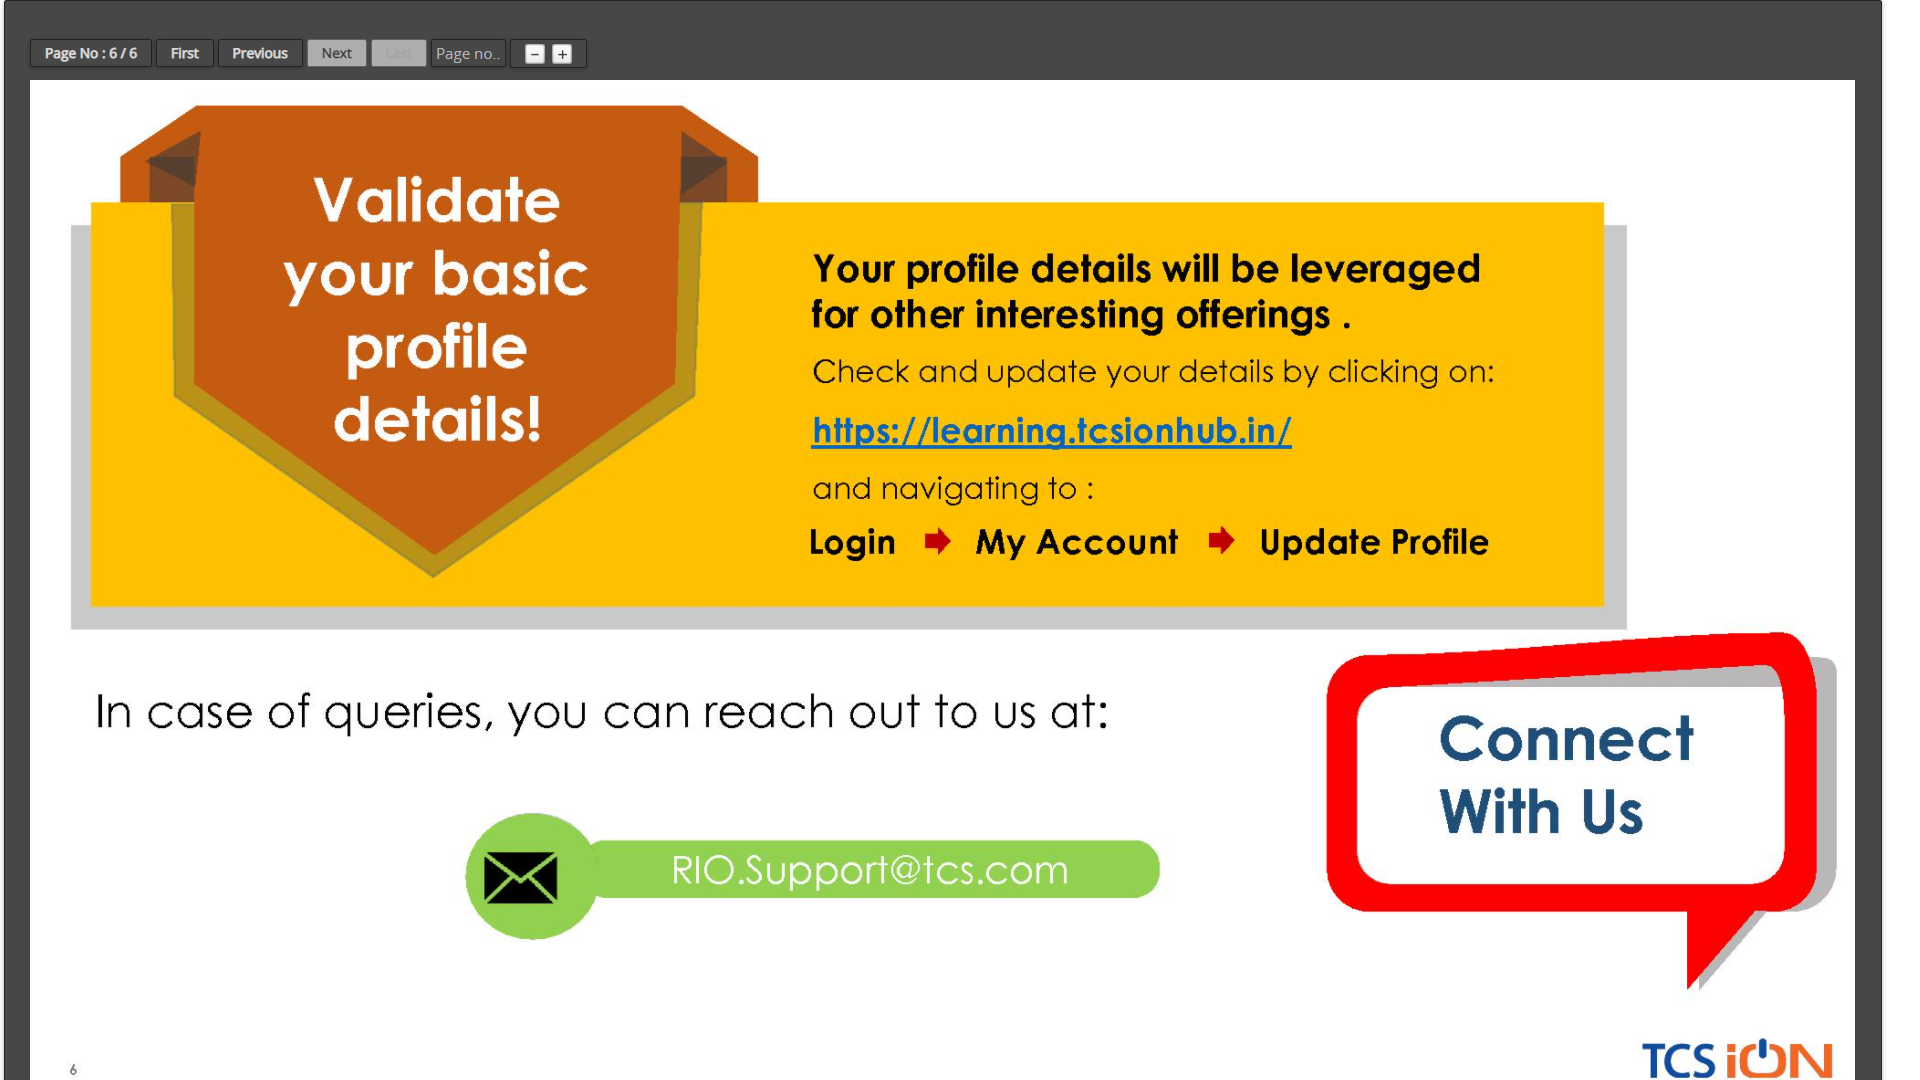 Page No : 6 / 6 First Previous Next Last Page no.. - +
Validate
your basic
profile
details!
Your profile details will be leveraged
for other interesting offerings .
Check and update your details by clicking on:
https://learning.tcsionhub.in/
and navigating to :
Login My Account Update Profile
In case of queries, you can reach out to us at:
RIO.Support@tcs.com
Connect
With Us
6
TCS iON